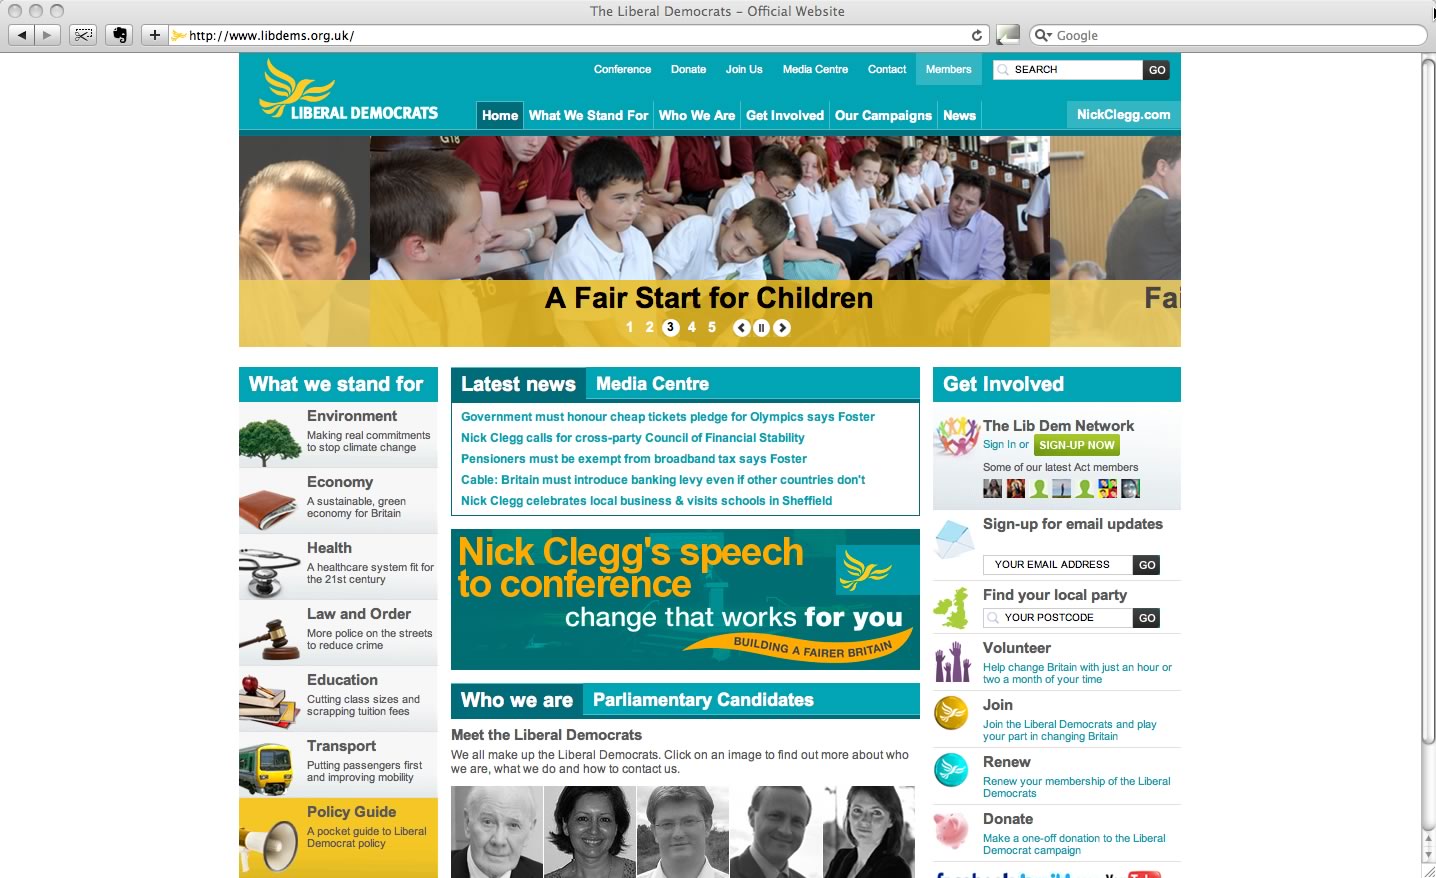 The Liberal Democrats – Official Website
http://www.libdems.org.uk/
Google
Conference Donate Join Us Media Centre Contact Members SEARCH GO
LIBERAL DEMOCRATS
Home What We Stand For Who We Are Get Involved Our Campaigns News NickClegg.com
G18
F16
A Fair Start for Children
Fai
1 2 3 4 5
What we stand for
Environment
Making real commitments
to stop climate change
Economy
A sustainable, green
economy for Britain
Health
A healthcare system fit for
the 21st century
Law and Order
More police on the streets
to reduce crime
Education
Cutting class sizes and
scrapping tuition fees
Transport
Putting passengers first
and improving mobility
Policy Guide
A pocket guide to Liberal
Democrat policy
Latest news Media Centre
Government must honour cheap tickets pledge for Olympics says Foster
Nick Clegg calls for cross-party Council of Financial Stability
Pensioners must be exempt from broadband tax says Foster
Cable: Britain must introduce banking levy even if other countries don't
Nick Clegg celebrates local business & visits schools in Sheffield
Nick Clegg's speech
to conference
change that works for you
BUILDING A FAIRER BRITAIN
Who we are Parliamentary Candidates
Meet the Liberal Democrats
We all make up the Liberal Democrats. Click on an image to find out more about who
we are, what we do and how to contact us.
Get Involved
The Lib Dem Network
Sign In or SIGN-UP NOW
Some of our latest Act members
Sign-up for email updates
YOUR EMAIL ADDRESS GO
Find your local party
YOUR POSTCODE GO
Volunteer
Help change Britain with just an hour or
two a month of your time
Join
Join the Liberal Democrats and play
your part in changing Britain
Renew
Renew your membership of the Liberal
Democrats
Donate
Make a one-off donation to the Liberal
Democrat campaign